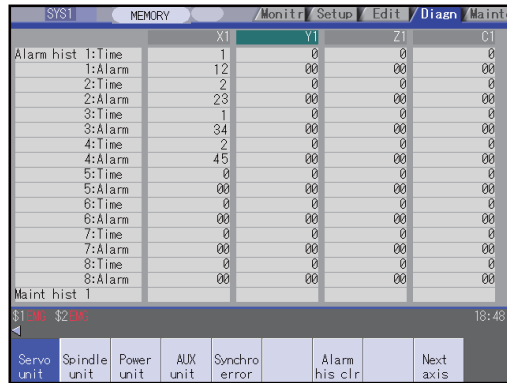 SYS1 MEMORY Monitr Setup Edit Diagn Maint
X1 Y1 Z1 C1
Alarm hist 1:Time 1 0 0 0
1:Alarm 12 00 00 00
2:Time 2 0 0 0
2:Alarm 23 00 00 00
3:Time 1 0 0 0
3:Alarm 34 00 00 00
4:Time 2 0 0 0
4:Alarm 45 00 00 00
5:Time 0 0 0 0
5:Alarm 00 00 00 00
6:Time 0 0 0 0
6:Alarm 00 00 00 00
7:Time 0 0 0 0
7:Alarm 00 00 00 00
8:Time 0 0 0 0
8:Alarm 00 00 00 00
Maint hist 1
$1 EMG $2 EMG 18:48
Servo unit Spindle unit Power unit AUX unit Synchro error Alarm his clr Next axis